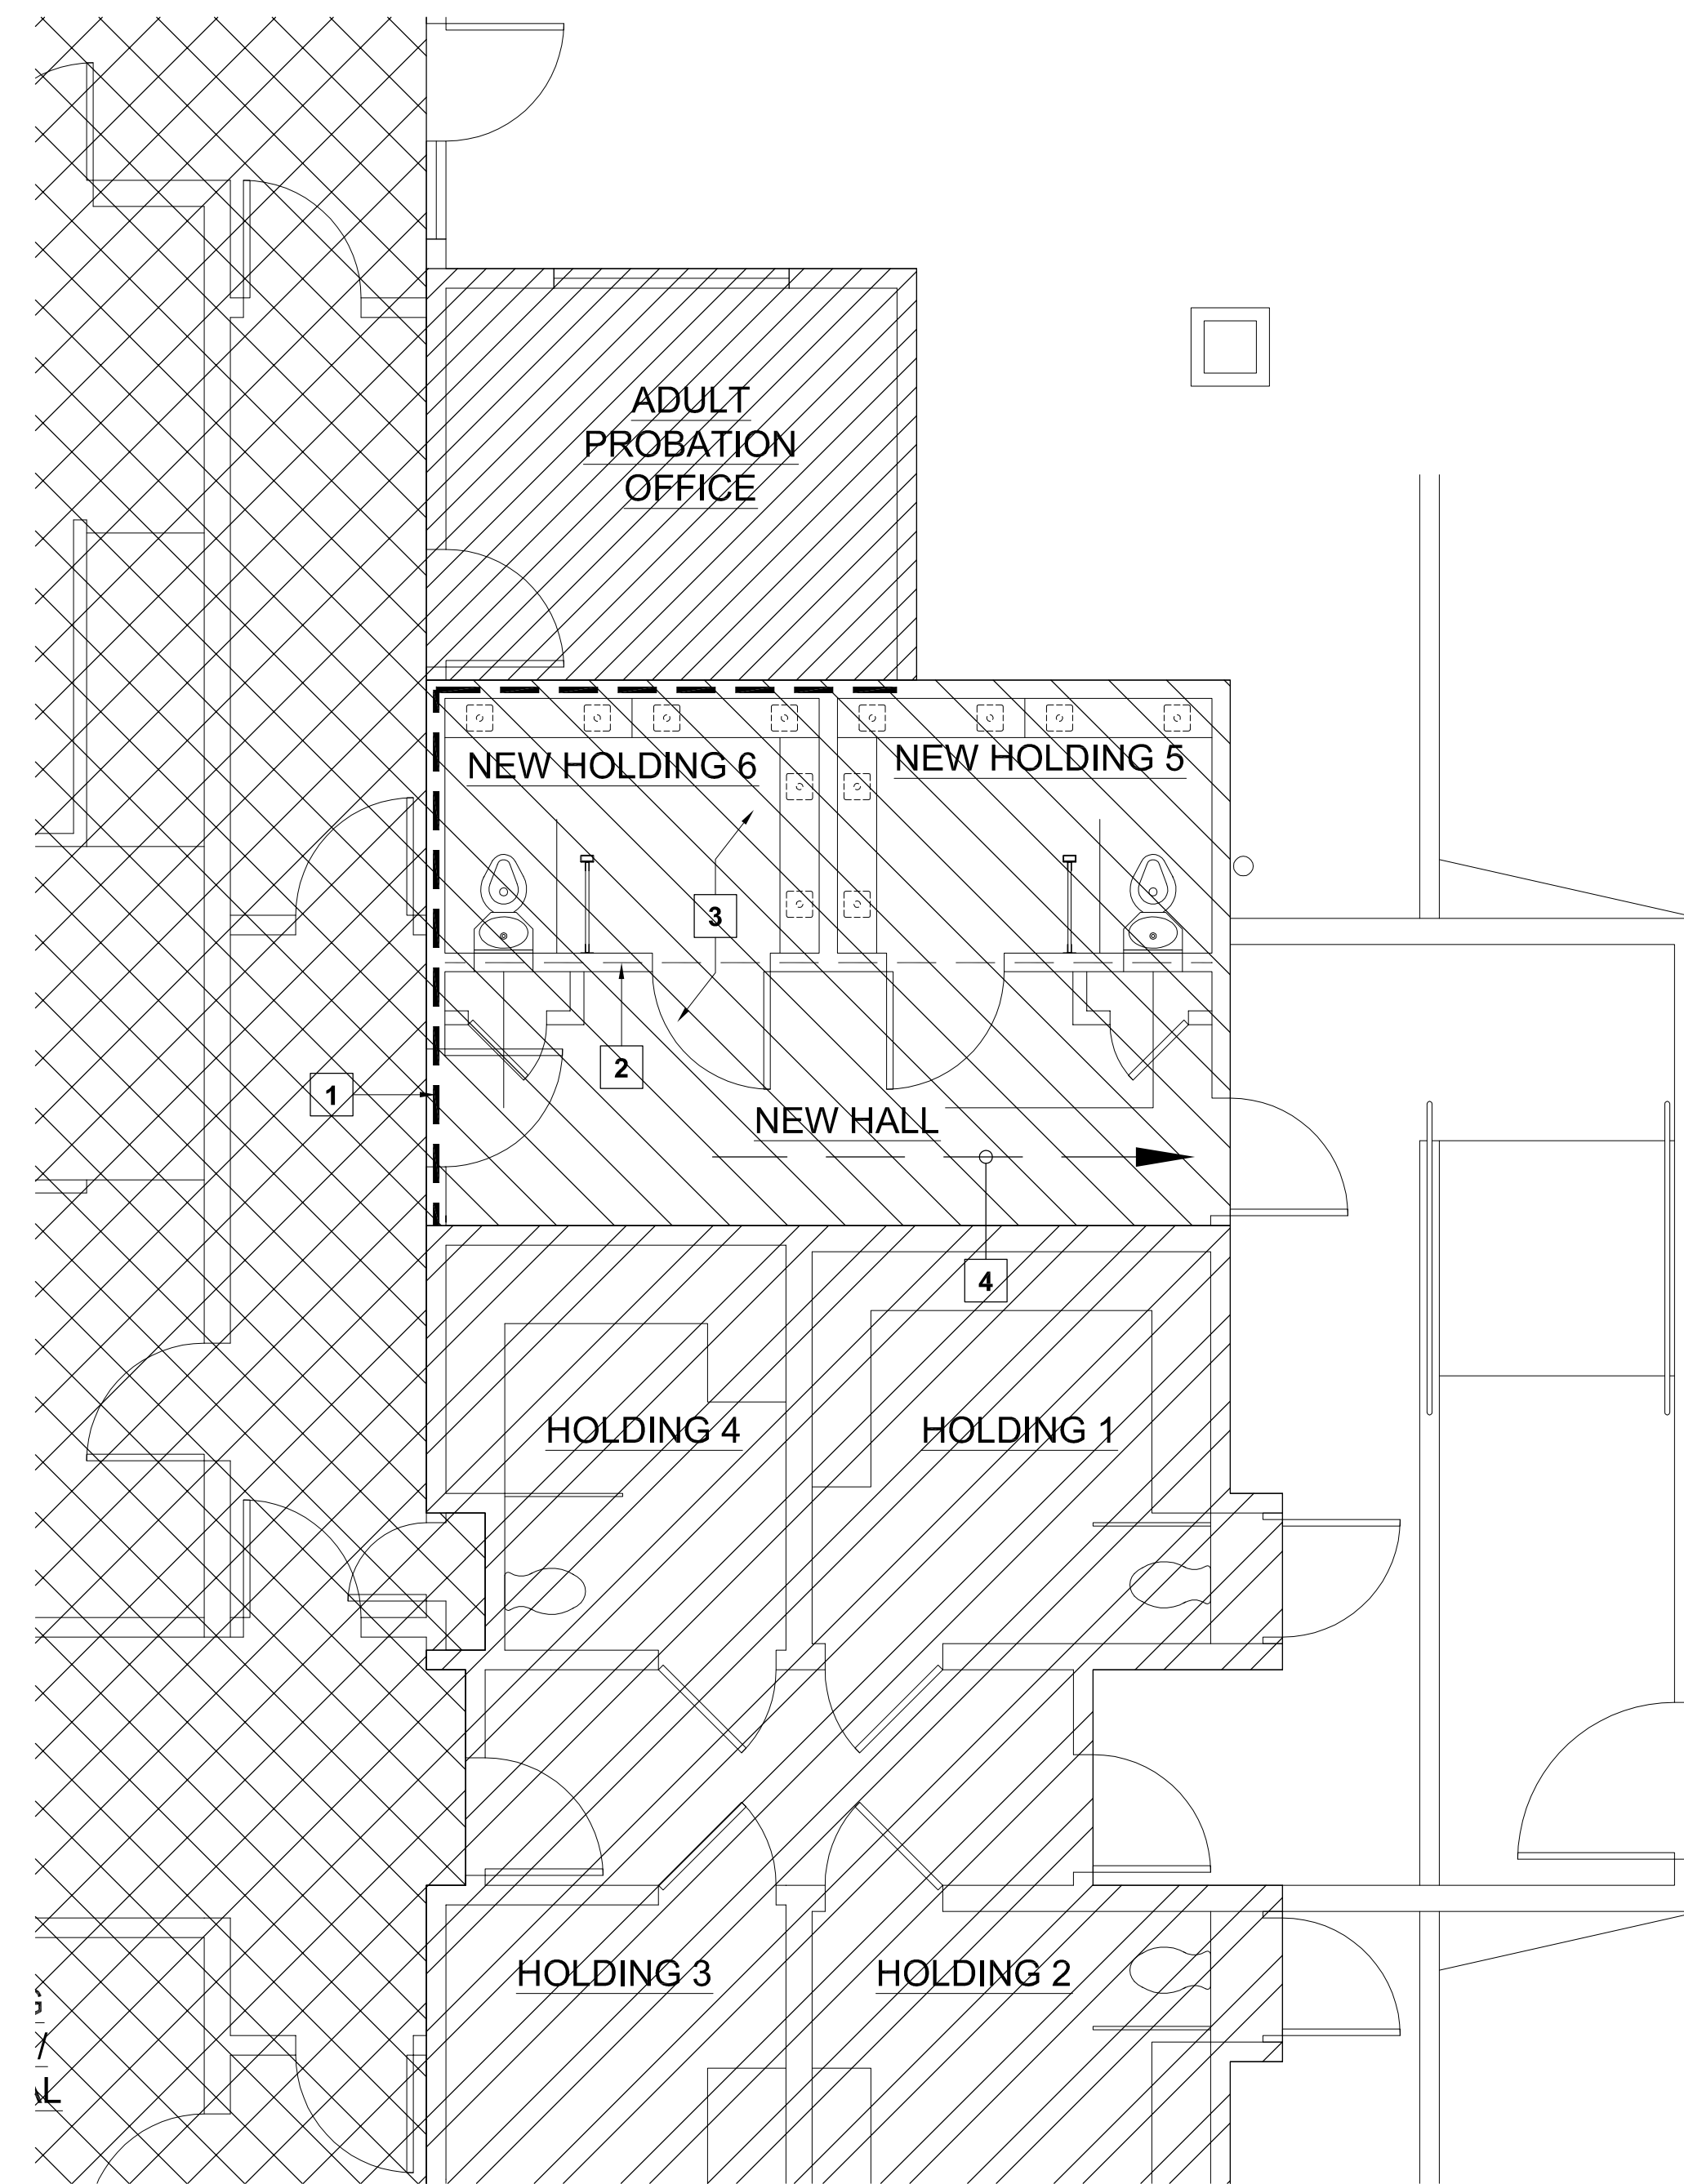 ADULT
PROBATION
OFFICE
NEW HOLDING 6
NEW HOLDING 5
3
2
1
NEW HALL
4
HOLDING 4
HOLDING 1
HOLDING 3
HOLDING 2
G
/
AL